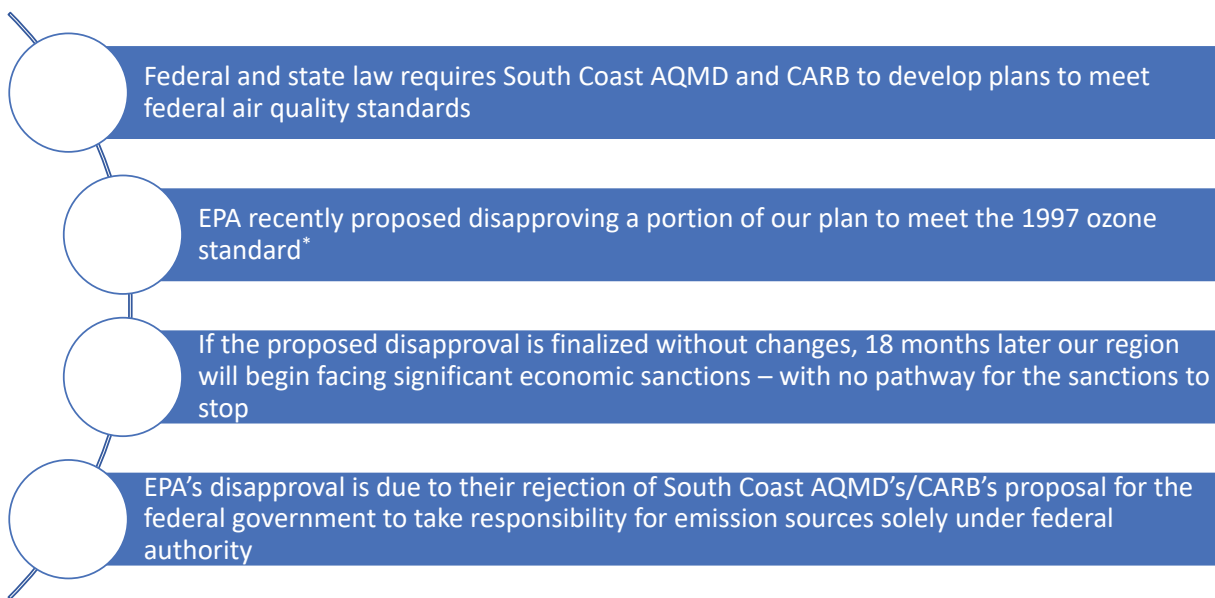 Federal and state law requires South Coast AQMD and CARB to develop plans to meet
federal air quality standards
EPA recently proposed disapproving a portion of our plan to meet the 1997 ozone
standard*
If the proposed disapproval is finalized without changes, 18 months later our region
will begin facing significant economic sanctions – with no pathway for the sanctions to
stop
EPA’s disapproval is due to their rejection of South Coast AQMD’s/CARB’s proposal for the
federal government to take responsibility for emission sources solely under federal
authority